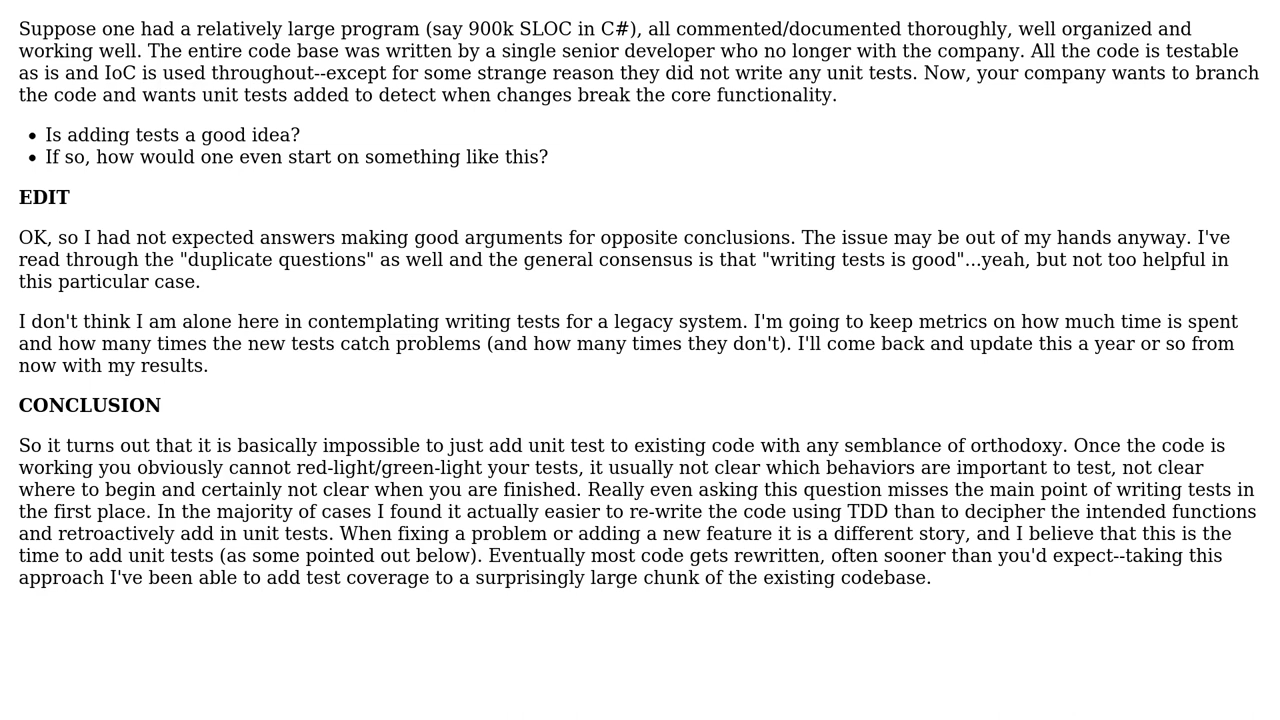 Suppose one had a relatively large program (say 900k SLOC in C#), all commented/documented thoroughly, well organized and
working well. The entire code base was written by a single senior developer who no longer with the company. All the code is testable
as is and IoC is used throughout--except for some strange reason they did not write any unit tests. Now, your company wants to branch
the code and wants unit tests added to detect when changes break the core functionality.
• Is adding tests a good idea?
• If so, how would one even start on something like this?
EDIT
OK, so I had not expected answers making good arguments for opposite conclusions. The issue may be out of my hands anyway. I've
read through the "duplicate questions" as well and the general consensus is that "writing tests is good"...yeah, but not too helpful in
this particular case.
I don't think I am alone here in contemplating writing tests for a legacy system. I'm going to keep metrics on how much time is spent
and how many times the new tests catch problems (and how many times they don't). I'll come back and update this a year or so from
now with my results.
CONCLUSION
So it turns out that it is basically impossible to just add unit test to existing code with any semblance of orthodoxy. Once the code is
working you obviously cannot red-light/green-light your tests, it usually not clear which behaviors are important to test, not clear
where to begin and certainly not clear when you are finished. Really even asking this question misses the main point of writing tests in
the first place. In the majority of cases I found it actually easier to re-write the code using TDD than to decipher the intended functions
and retroactively add in unit tests. When fixing a problem or adding a new feature it is a different story, and I believe that this is the
time to add unit tests (as some pointed out below). Eventually most code gets rewritten, often sooner than you'd expect--taking this
approach I've been able to add test coverage to a surprisingly large chunk of the existing codebase.